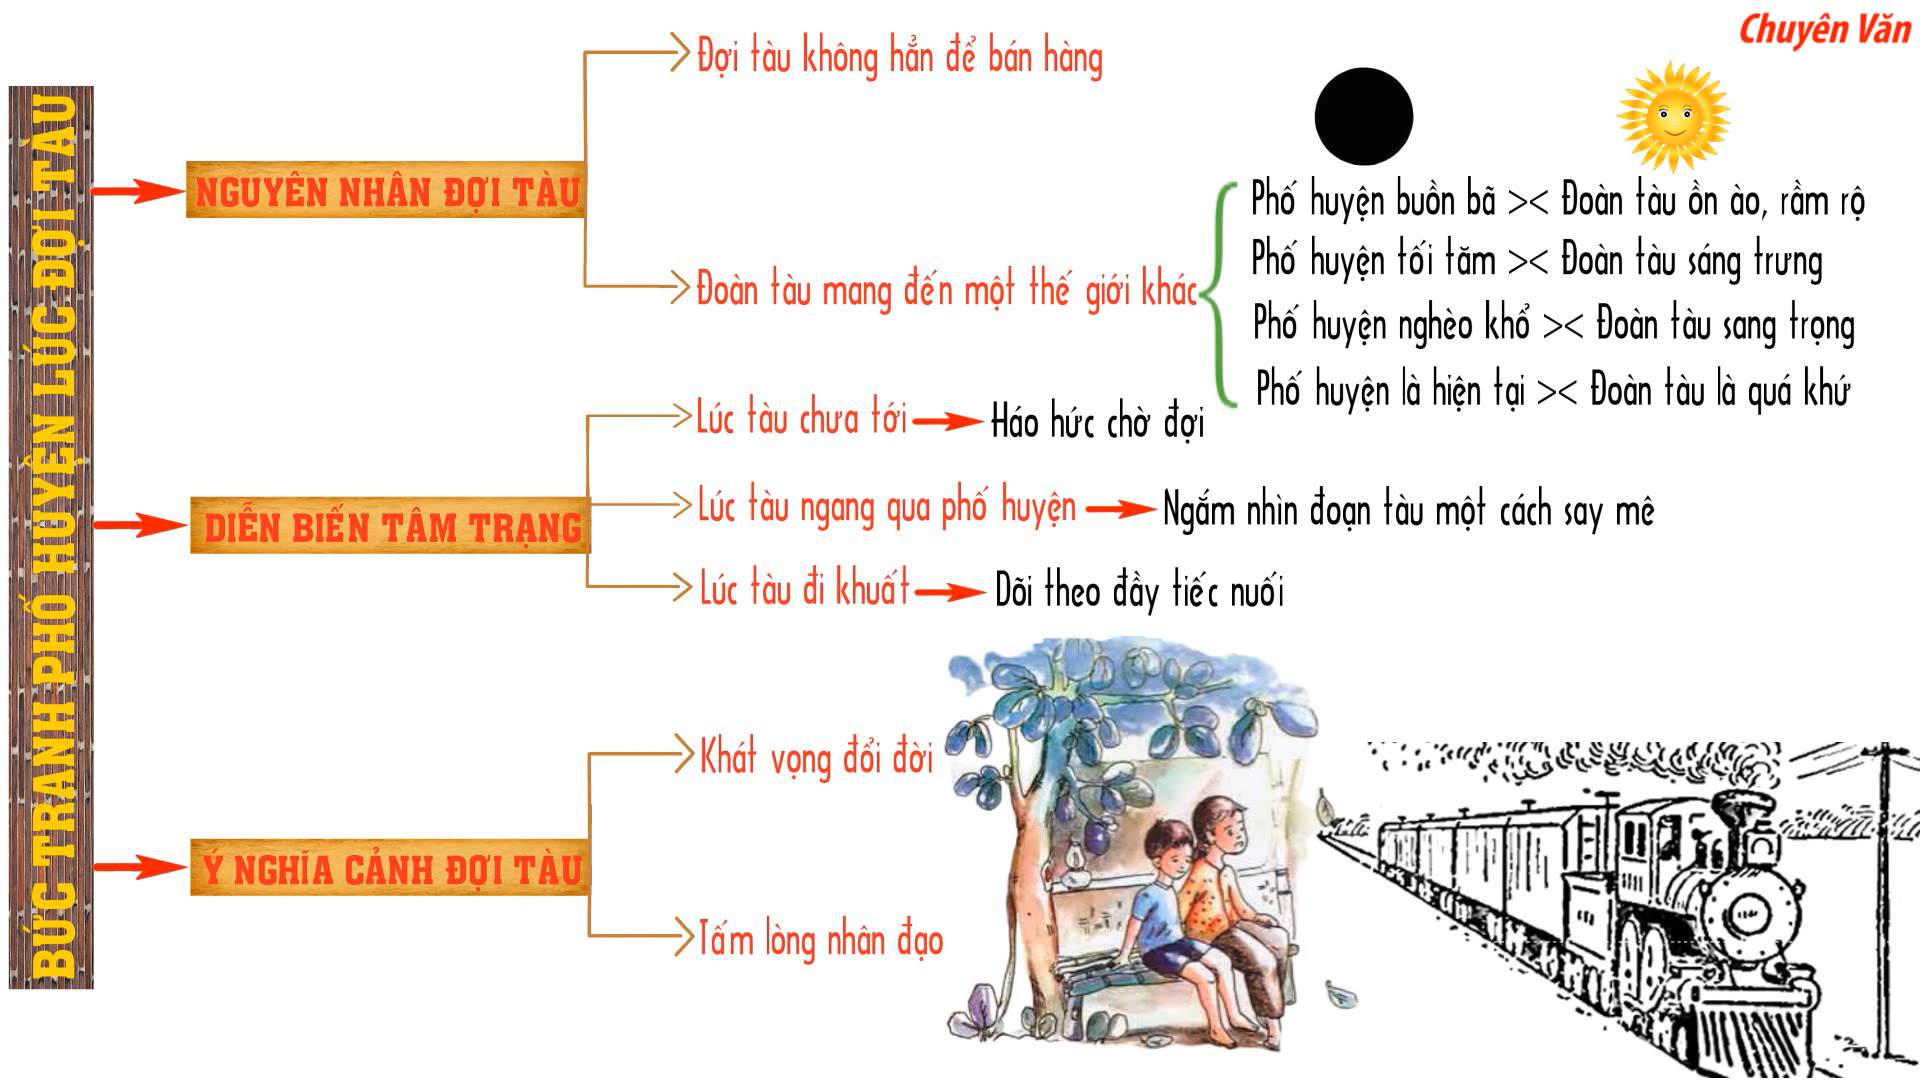 Chuyên Văn
BỨC TRANH PHỐ HUYỆN LÚC ĐỢI TÀU
NGUYÊN NHÂN ĐỢI TÀU
Đợi tàu không hẳn để bán hàng
Đoàn tàu mang đến một thế giới khác
Phố huyện buồn bã >< Đoàn tàu ồn ào, rầm rộ
Phố huyện tối tăm >< Đoàn tàu sáng trưng
Phố huyện nghèo khổ >< Đoàn tàu sang trọng
Phố huyện là hiện tại >< Đoàn tàu là quá khứ
DIỄN BIẾN TÂM TRẠNG
Lúc tàu chưa tới
Háo hức chờ đợi
Lúc tàu ngang qua phố huyện
Ngắm nhìn đoạn tàu một cách say mê
Lúc tàu đi khuất
Dõi theo đầy tiếc nuối
Ý NGHĨA CẢNH ĐỢI TÀU
Khát vọng đổi đời
Tấm lòng nhân đạo